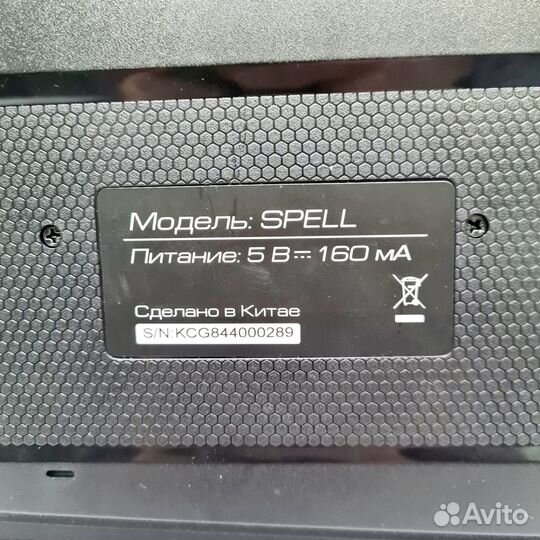 Модель: SPELL
Питание: 5 В⎓160 мА
Сделано в Китае
S/N:KCG844000289
Avito